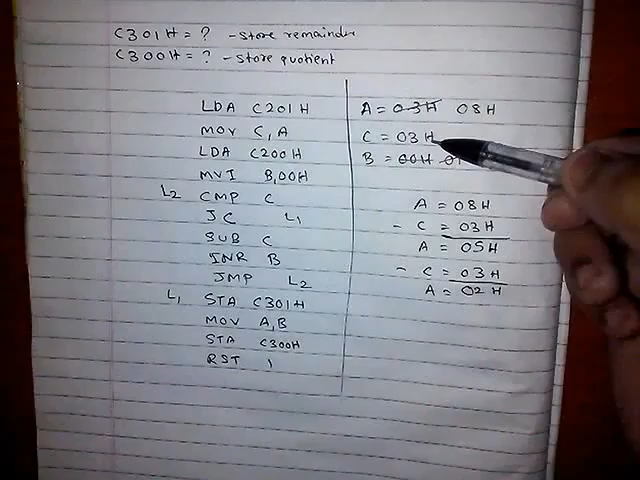 C301H = ? - store remainder
C300H = ? - store quotient
LDA C201H
MOV C,A
LDA C200H
MVI B,00H
L2 CMP C
JC L1
SUB C
INR B
JMP L2
L1 STA C301H
MOV A,B
STA C300H
RST 1
A = 03H 08H
C = 03H
B = 00H
A = 08H
- C = 03H
A = 05H
- C = 03H
A = 02H